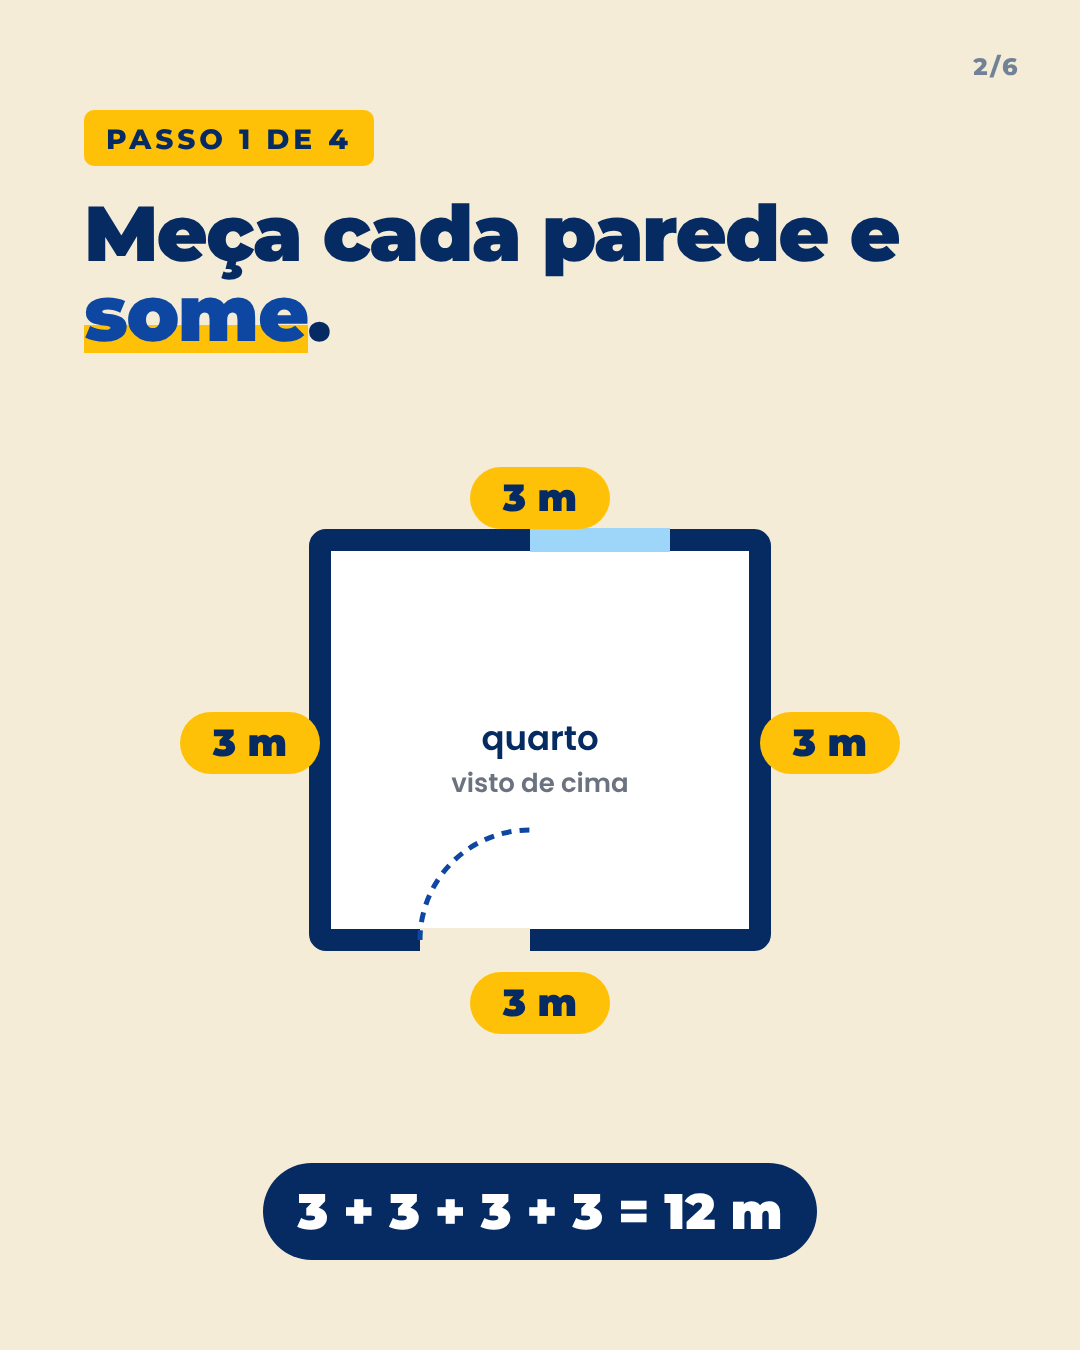 2/6
PASSO 1 DE 4
Meça cada parede e
some.
3 m
3 m
3 m
quarto
visto de cima
3 m
3 + 3 + 3 + 3 = 12 m